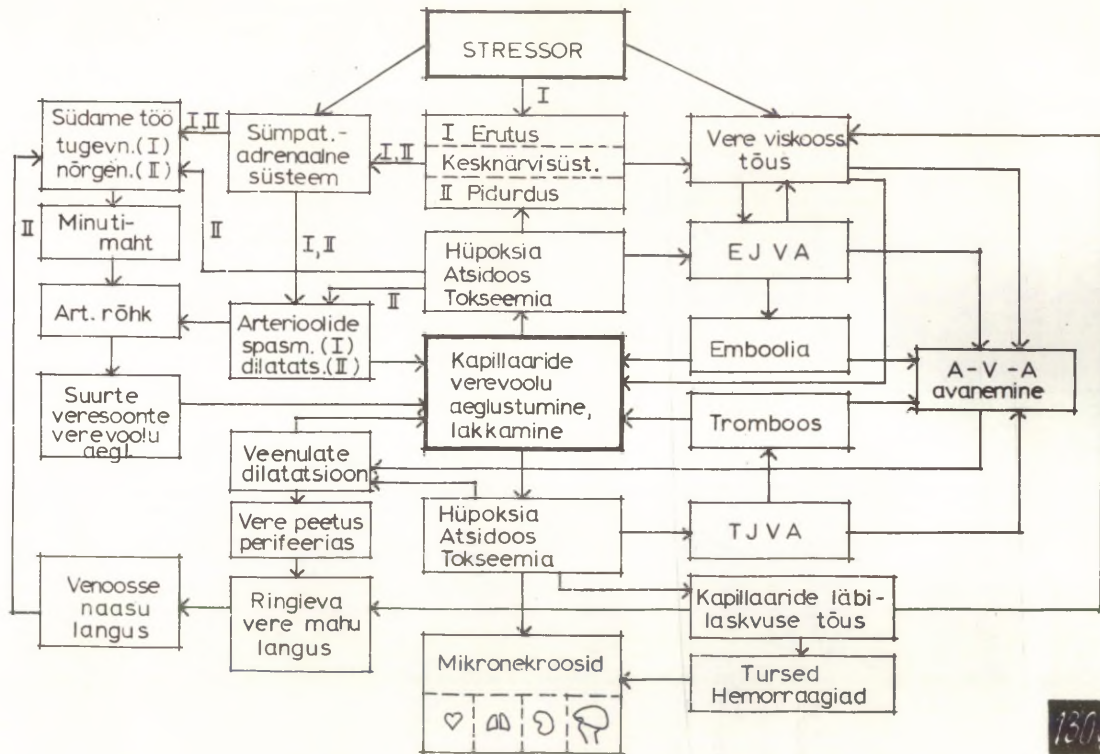 STRESSOR
I
Südame töö
tugevn.(I)
nõrgen.(II)
I,II
Sümpat.-
adrenaalne
süsteem
I,II
I Erutus
Kesknärvisüst.
II Pidurdus
Vere viskooss.
tõus
II
Minuti-
maht
II
I,II
Hüpoksia
Atsidoos
Tokseemia
EJVA
Art. rõhk
II
Arterioolide
spasm.(I)
dilatats.(II)
Kapillaaride
verevoolu
aeglustumine,
lakkamine
Emboolia
A-V-A
avanemine
Suurte
veresoonte
verevoolu
aegl.
Tromboos
Veenulate
dilatatsioon
Vere peetus
perifeerias
Hüpoksia
Atsidoos
Tokseemia
TJVA
Venoosse
naasu
langus
Ringleva
vere mahu
langus
Kapillaaride läbi-
laskvuse tõus
Mikronekroosid
Tursed
Hemorraagiad
130